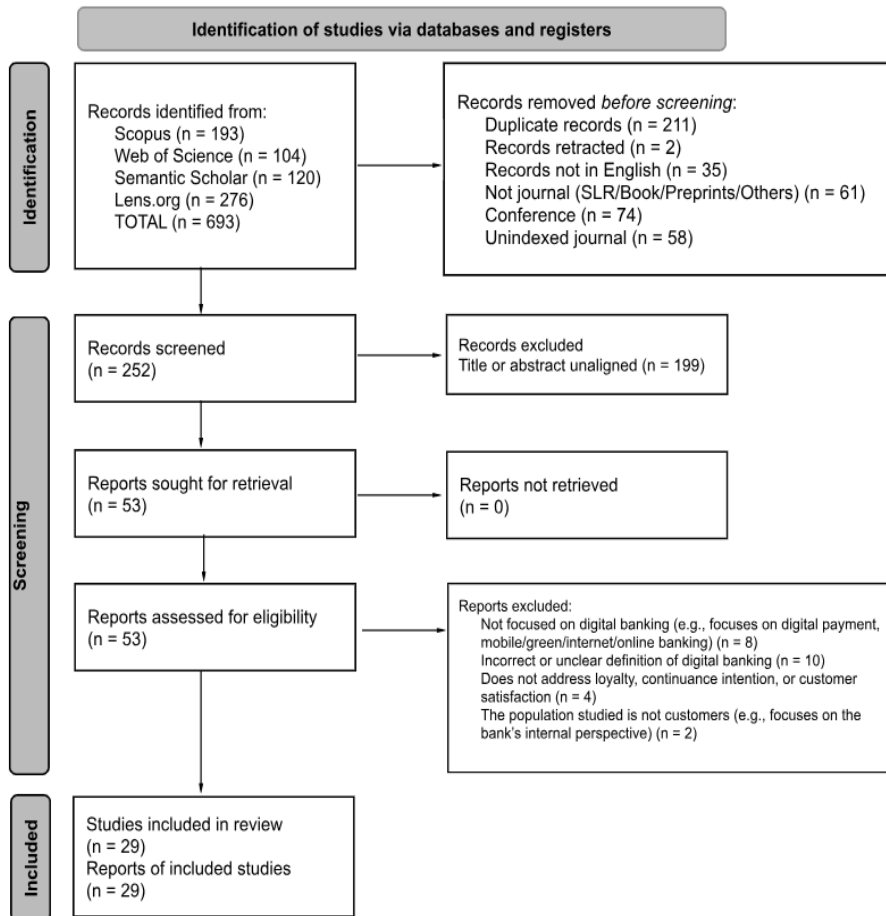 Identification of studies via databases and registers
Identification
Records identified from:
Scopus (n = 193)
Web of Science (n = 104)
Semantic Scholar (n = 120)
Lens.org (n = 276)
TOTAL (n = 693)
Records removed before screening:
Duplicate records (n = 211)
Records retracted (n = 2)
Records not in English (n = 35)
Not journal (SLR/Book/Preprints/Others) (n = 61)
Conference (n = 74)
Unindexed journal (n = 58)
Screening
Records screened
(n = 252)
Records excluded
Title or abstract unaligned (n = 199)
Reports sought for retrieval
(n = 53)
Reports not retrieved
(n = 0)
Reports assessed for eligibility
(n = 53)
Reports excluded:
Not focused on digital banking (e.g., focuses on digital payment,
mobile/green/internet/online banking) (n = 8)
Incorrect or unclear definition of digital banking (n = 10)
Does not address loyalty, continuance intention, or customer
satisfaction (n = 4)
The population studied is not customers (e.g., focuses on the
bank's internal perspective) (n = 2)
Included
Studies included in review
(n = 29)
Reports of included studies
(n = 29)